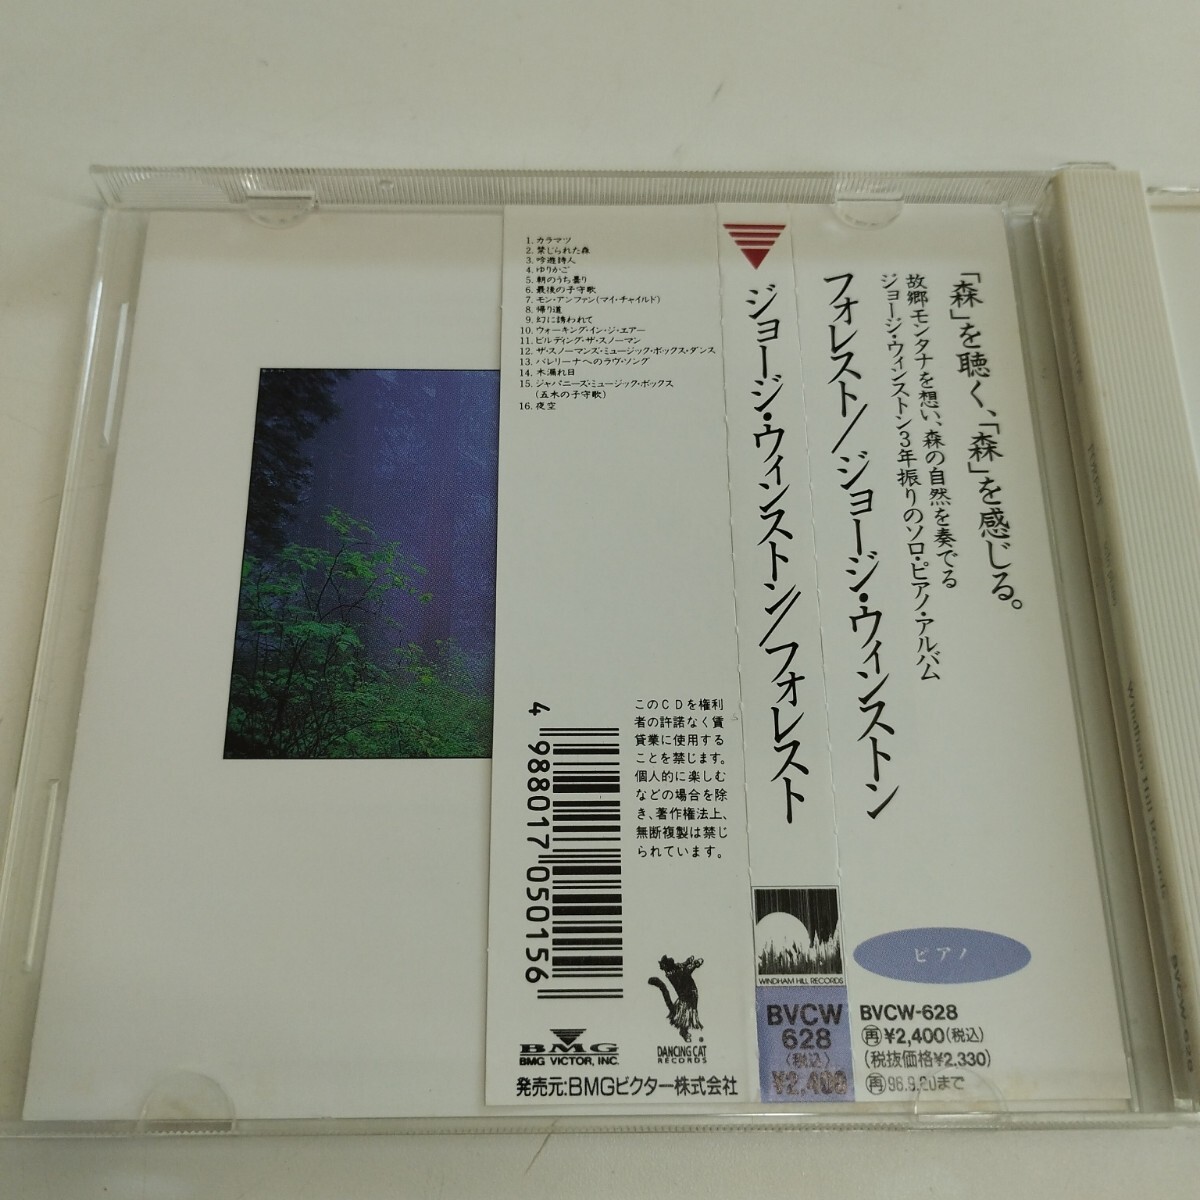 1. カラマツ
2. 禁じられた森
3. 吟遊詩人
4. ゆりかご
5. 朝のうち曇り
6. 最後の子守歌
7. モン・アンファン(マイ・チャイルド)
8. 帰り道
9. 幻に誘われて
10. ウォーキング・イン・ジ・エアー
11. ビルディング・ザ・スノーマン
12. ザ・スノーマンズ・ミュージック・ボックス・ダンス
13. バレリーナへのラヴ・ソング
14. 木漏れ日
15. ジャパニーズ・ミュージック・ボックス
(五木の子守歌)
16. 夜空
このCDを権利
者の許諾なく賃
貸業に使用する
ことを禁じます。
個人的に楽しむ
などの場合を除
き、著作権法上、
無断複製は禁じ
られています。
4 988017 050156
BMG
BMG VICTOR, INC.
DANCING CAT
RECORDS
発売元:BMGビクター株式会社
ジョージ・ウィンストン/フォレスト
WINDHAM HILL RECORDS
BVCW
628
〈税込〉
¥2,400
「森」を聴く、「森」を感じる。
故郷モンタナを想い、森の自然を奏でる
ジョージ・ウィンストン3年振りのソロ・ピアノ・アルバム
フォレスト/ジョージ・ウィンストン
ピアノ
BVCW-628
再¥2,400(税込)
(税抜価格¥2,330)
再96.9.20まで
Windham Hill Records
BVCW-628